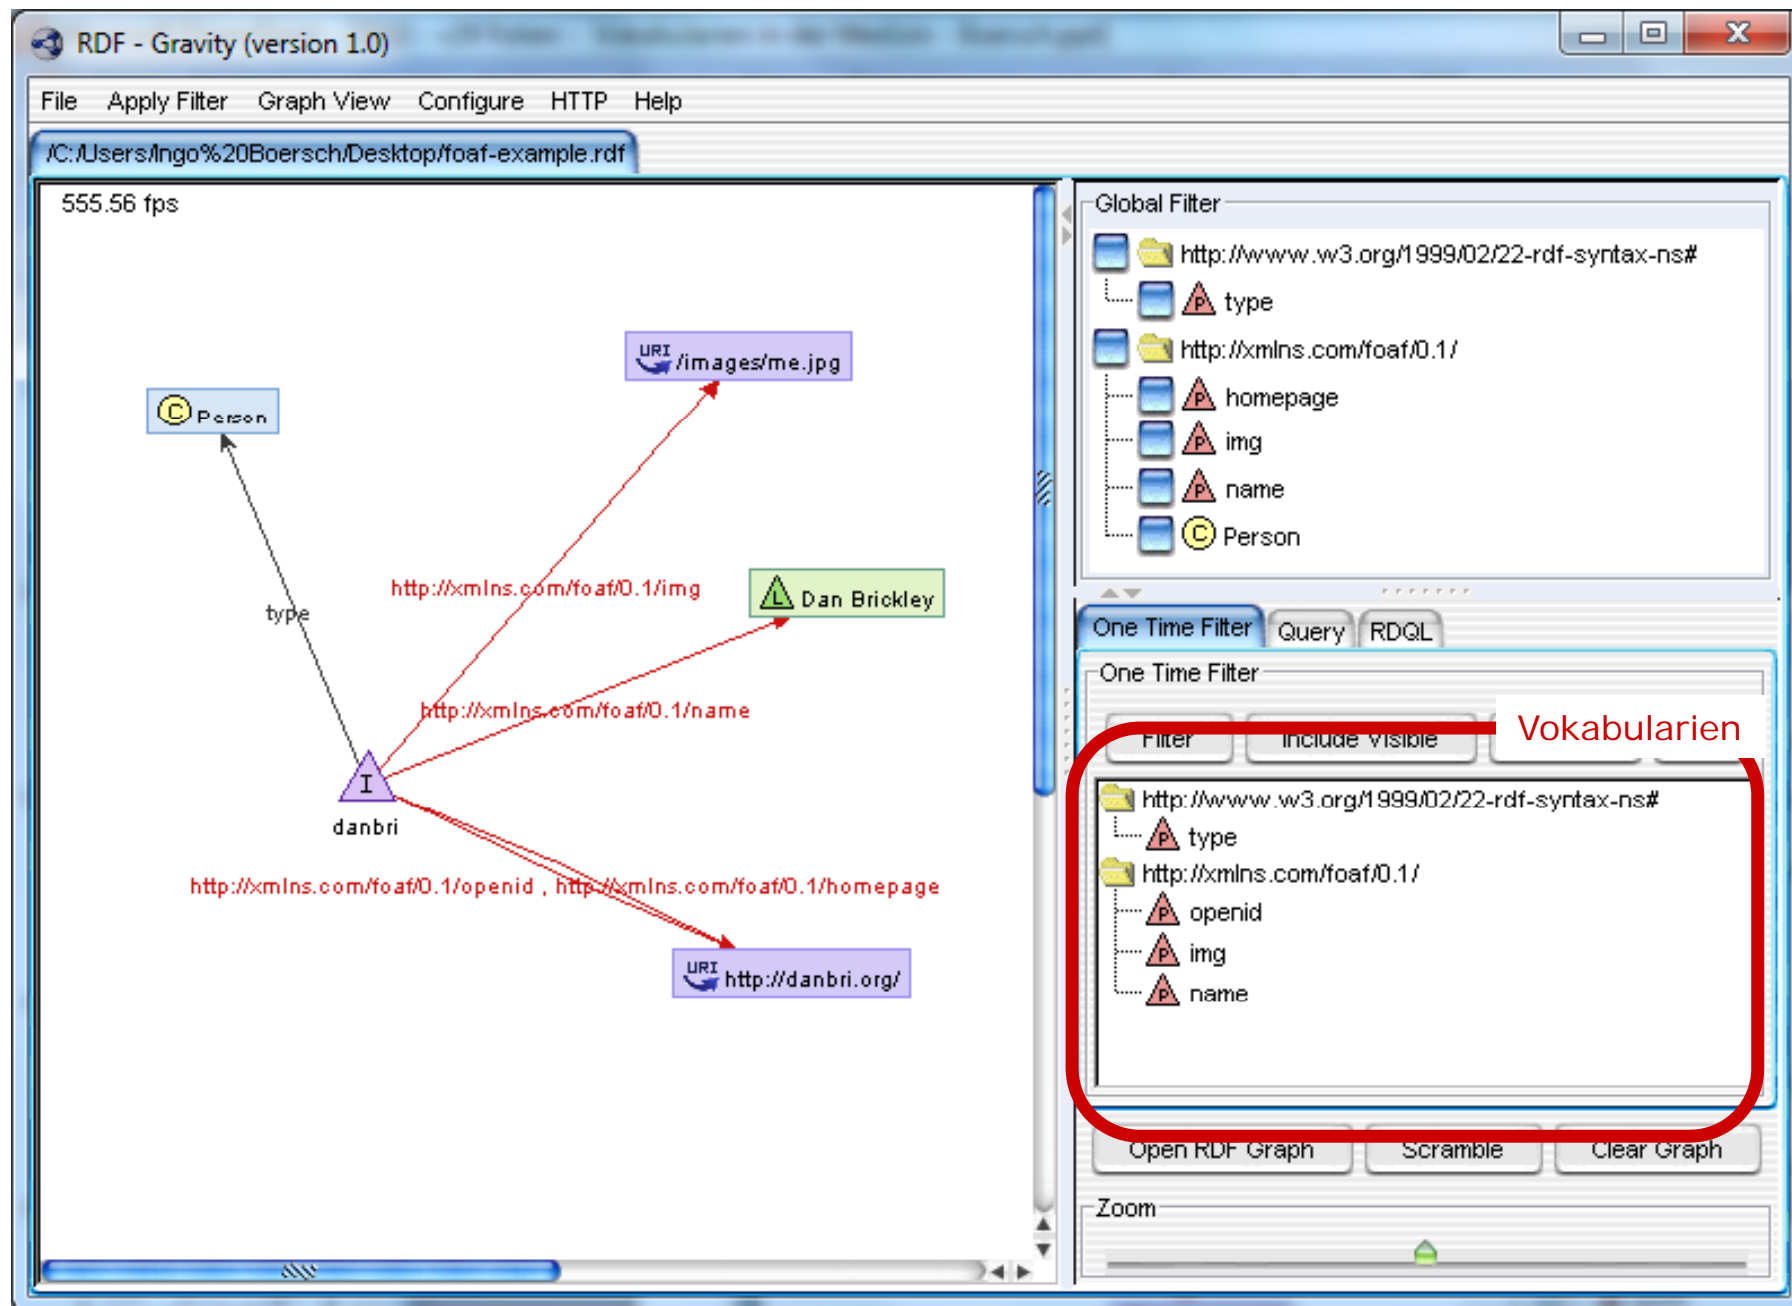 RDF - Gravity (version 1.0)
File Apply Filter Graph View Configure HTTP Help
/C:/Users/Ingo%20Boersch/Desktop/foaf-example.rdf
555.56 fps
URI /images/me.jpg
C Person
http://xmlns.com/foaf/0.1/img
type
L Dan Brickley
http://xmlns.com/foaf/0.1/name
I
danbri
http://xmlns.com/foaf/0.1/openid , http://xmlns.com/foaf/0.1/homepage
URI http://danbri.org/
Global Filter
http://www.w3.org/1999/02/22-rdf-syntax-ns#
P type
http://xmlns.com/foaf/0.1/
P homepage
P img
P name
C Person
One Time Filter Query RDQL
One Time Filter
Vokabularien
Filter Include Visible
http://www.w3.org/1999/02/22-rdf-syntax-ns#
P type
http://xmlns.com/foaf/0.1/
P openid
P img
P name
Open RDF Graph Scramble Clear Graph
Zoom